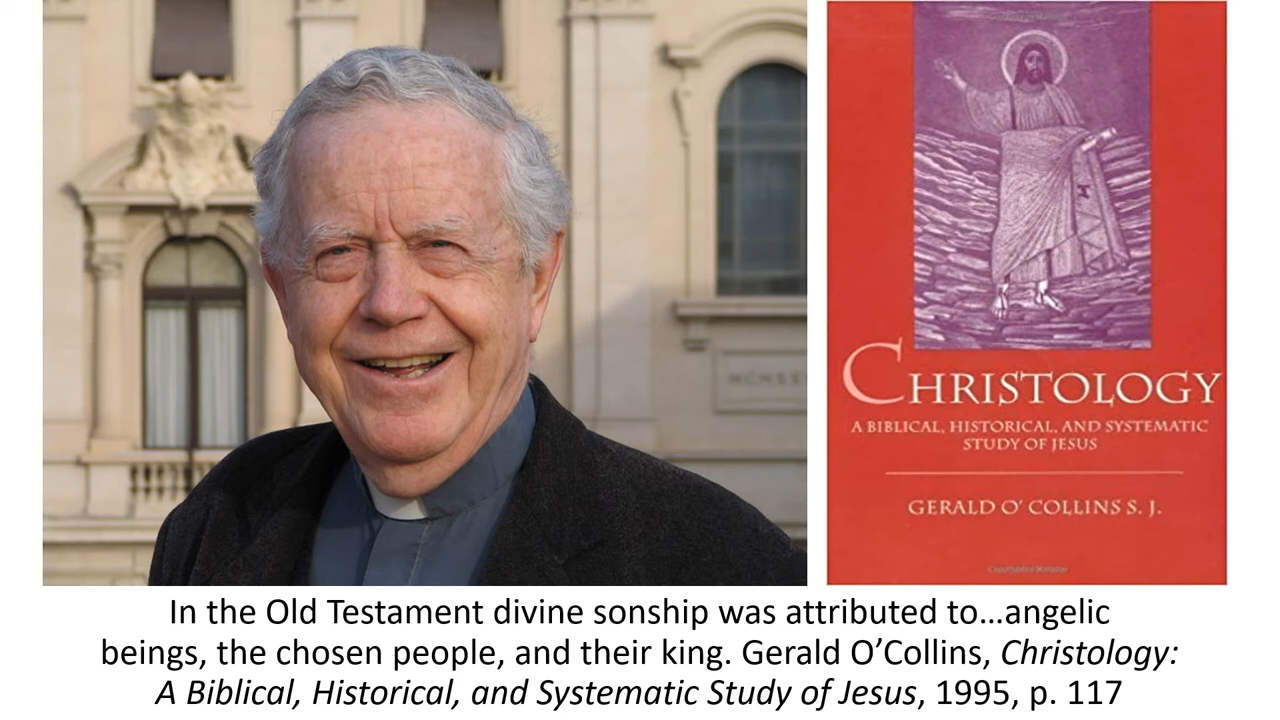 CHRISTOLOGY
A BIBLICAL, HISTORICAL, AND SYSTEMATIC
STUDY OF JESUS
GERALD O' COLLINS S. J.
Copyrighted Material
In the Old Testament divine sonship was attributed to…angelic
beings, the chosen people, and their king. Gerald O’Collins, Christology:
A Biblical, Historical, and Systematic Study of Jesus, 1995, p. 117